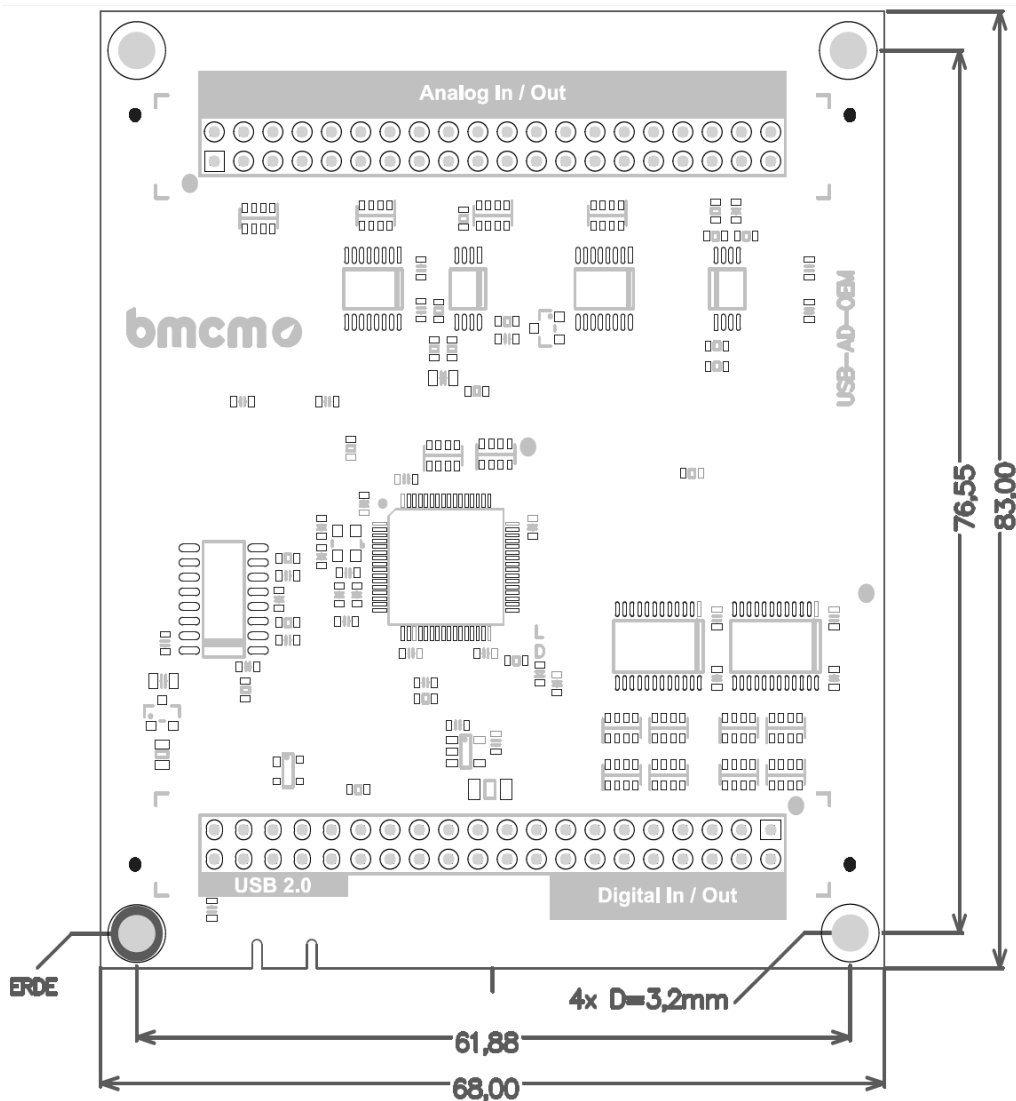 Analog In / Out
bmcm
USB-AD-OEM
76,55
83,00
L
D
USB 2.0
Digital In / Out
ERDE
4x D=3,2mm
61,88
68,00